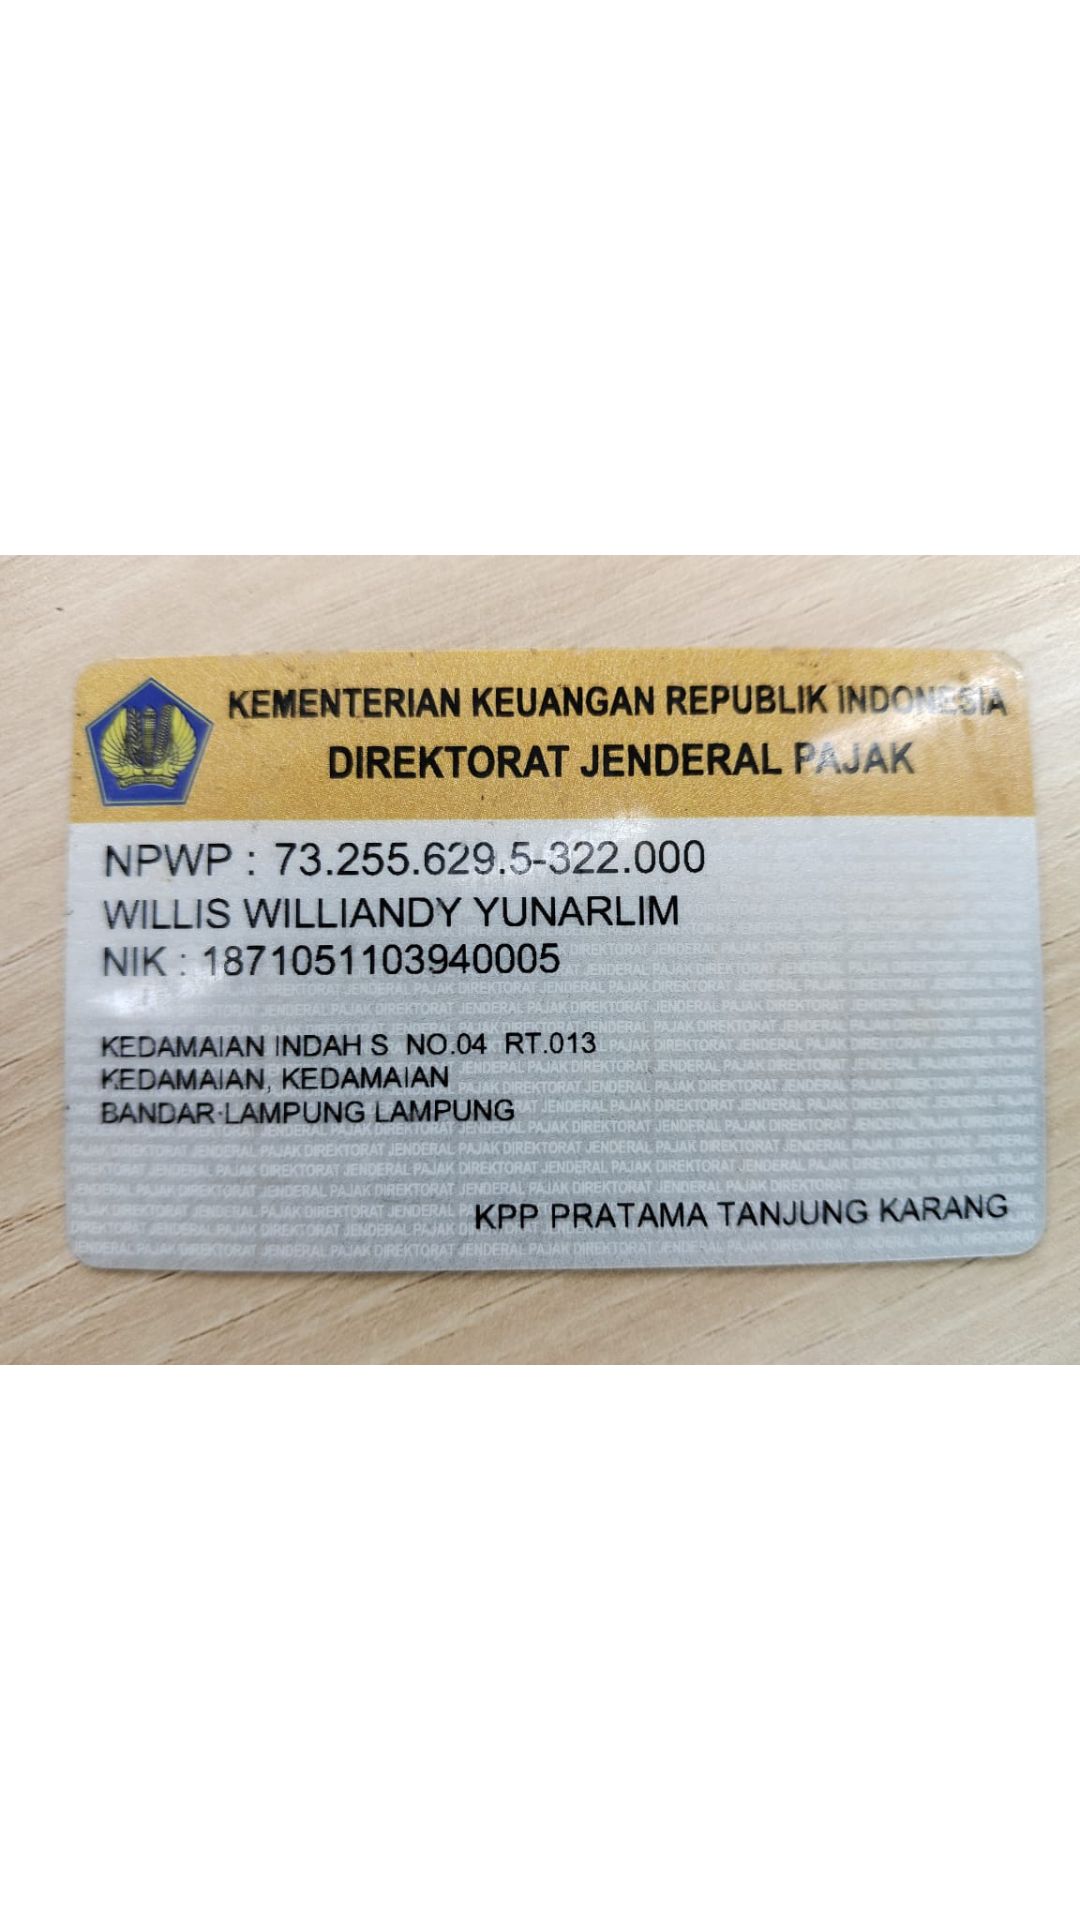 KEMENTERIAN KEUANGAN REPUBLIK INDONESIA
DIREKTORAT JENDERAL PAJAK
NPWP : 73.255.629.5-322.000
WILLIS WILLIANDY YUNARLIM
NIK : 1871051103940005
KEDAMAIAN INDAH S NO.04 RT.013
KEDAMAIAN, KEDAMAIAN
BANDAR LAMPUNG LAMPUNG
KPP PRATAMA TANJUNG KARANG